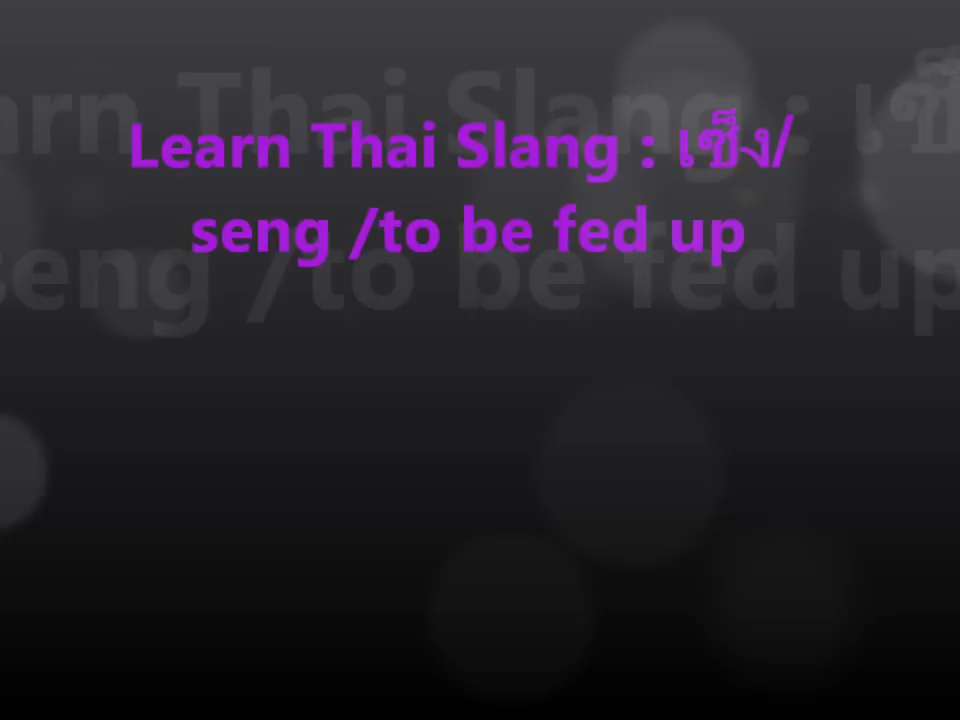 Learn Thai Slang : เซ็ง/
seng /to be fed up